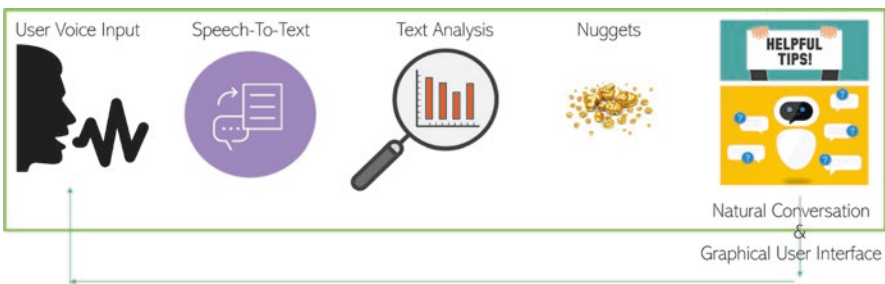 User Voice Input
Speech-To-Text
Text Analysis
Nuggets
HELPFUL
TIPS!
?
?
?
?
?
?
Natural Conversation
&
Graphical User Interface